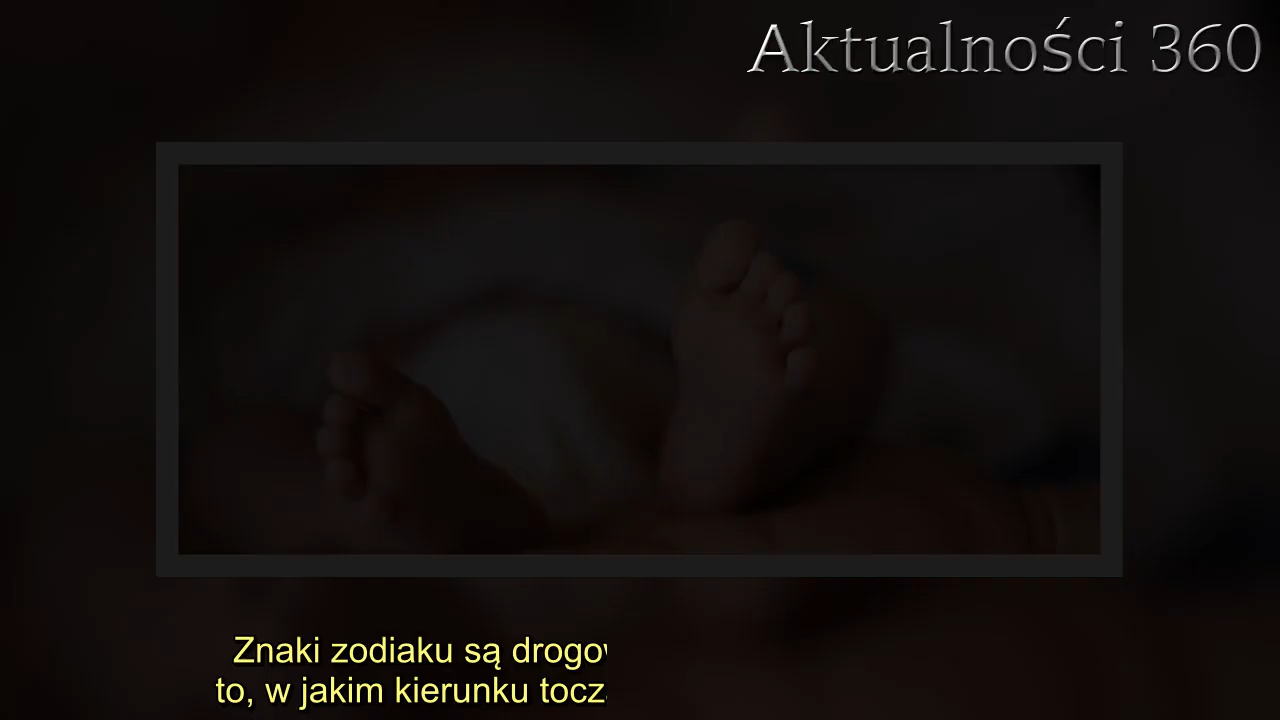 Aktualności 360
Znaki zodiaku są
to, w jakim kierunku